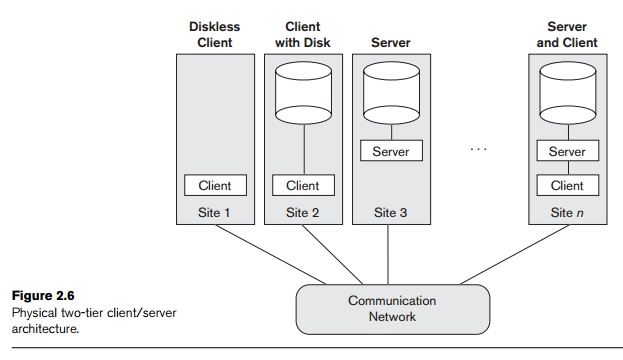 Diskless
Client
Client
with Disk
Server
Server
and Client
Server
. . .
Server
Client
Client
Client
Site 1
Site 2
Site 3
Site n
Communication
Network
Figure 2.6
Physical two-tier client/server
architecture.